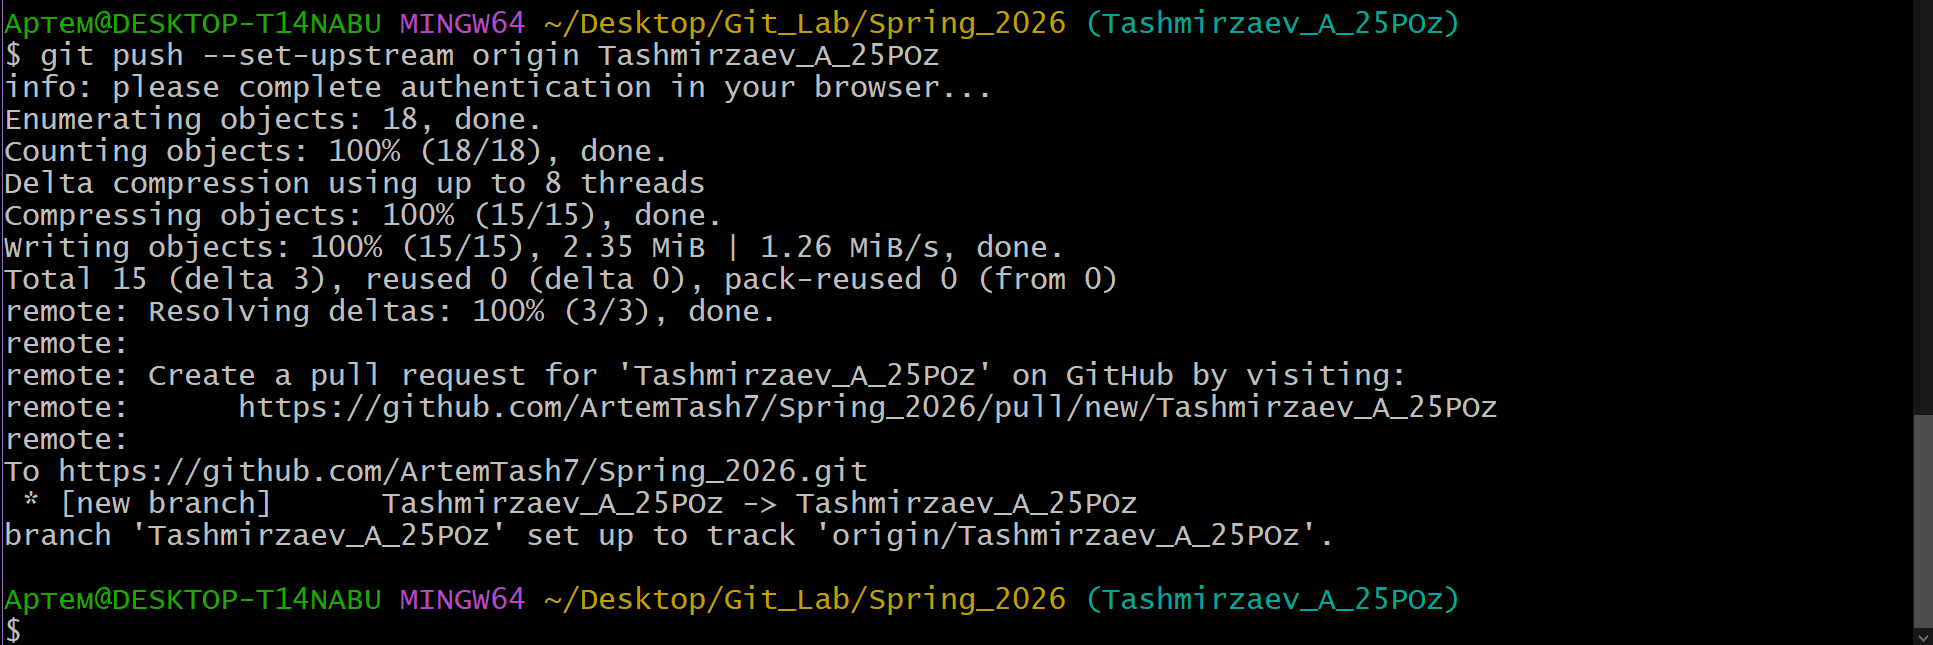 Артем@DESKTOP-T14NABU MINGW64 ~/Desktop/Git_Lab/Spring_2026 (Tashmirzaev_A_25POz)
$ git push --set-upstream origin Tashmirzaev_A_25POz
info: please complete authentication in your browser...
Enumerating objects: 18, done.
Counting objects: 100% (18/18), done.
Delta compression using up to 8 threads
Compressing objects: 100% (15/15), done.
Writing objects: 100% (15/15), 2.35 MiB | 1.26 MiB/s, done.
Total 15 (delta 3), reused 0 (delta 0), pack-reused 0 (from 0)
remote: Resolving deltas: 100% (3/3), done.
remote:
remote: Create a pull request for 'Tashmirzaev_A_25POz' on GitHub by visiting:
remote:      https://github.com/ArtemTash7/Spring_2026/pull/new/Tashmirzaev_A_25POz
remote:
To https://github.com/ArtemTash7/Spring_2026.git
 * [new branch]      Tashmirzaev_A_25POz -> Tashmirzaev_A_25POz
branch 'Tashmirzaev_A_25POz' set up to track 'origin/Tashmirzaev_A_25POz'.
Артем@DESKTOP-T14NABU MINGW64 ~/Desktop/Git_Lab/Spring_2026 (Tashmirzaev_A_25POz)
$